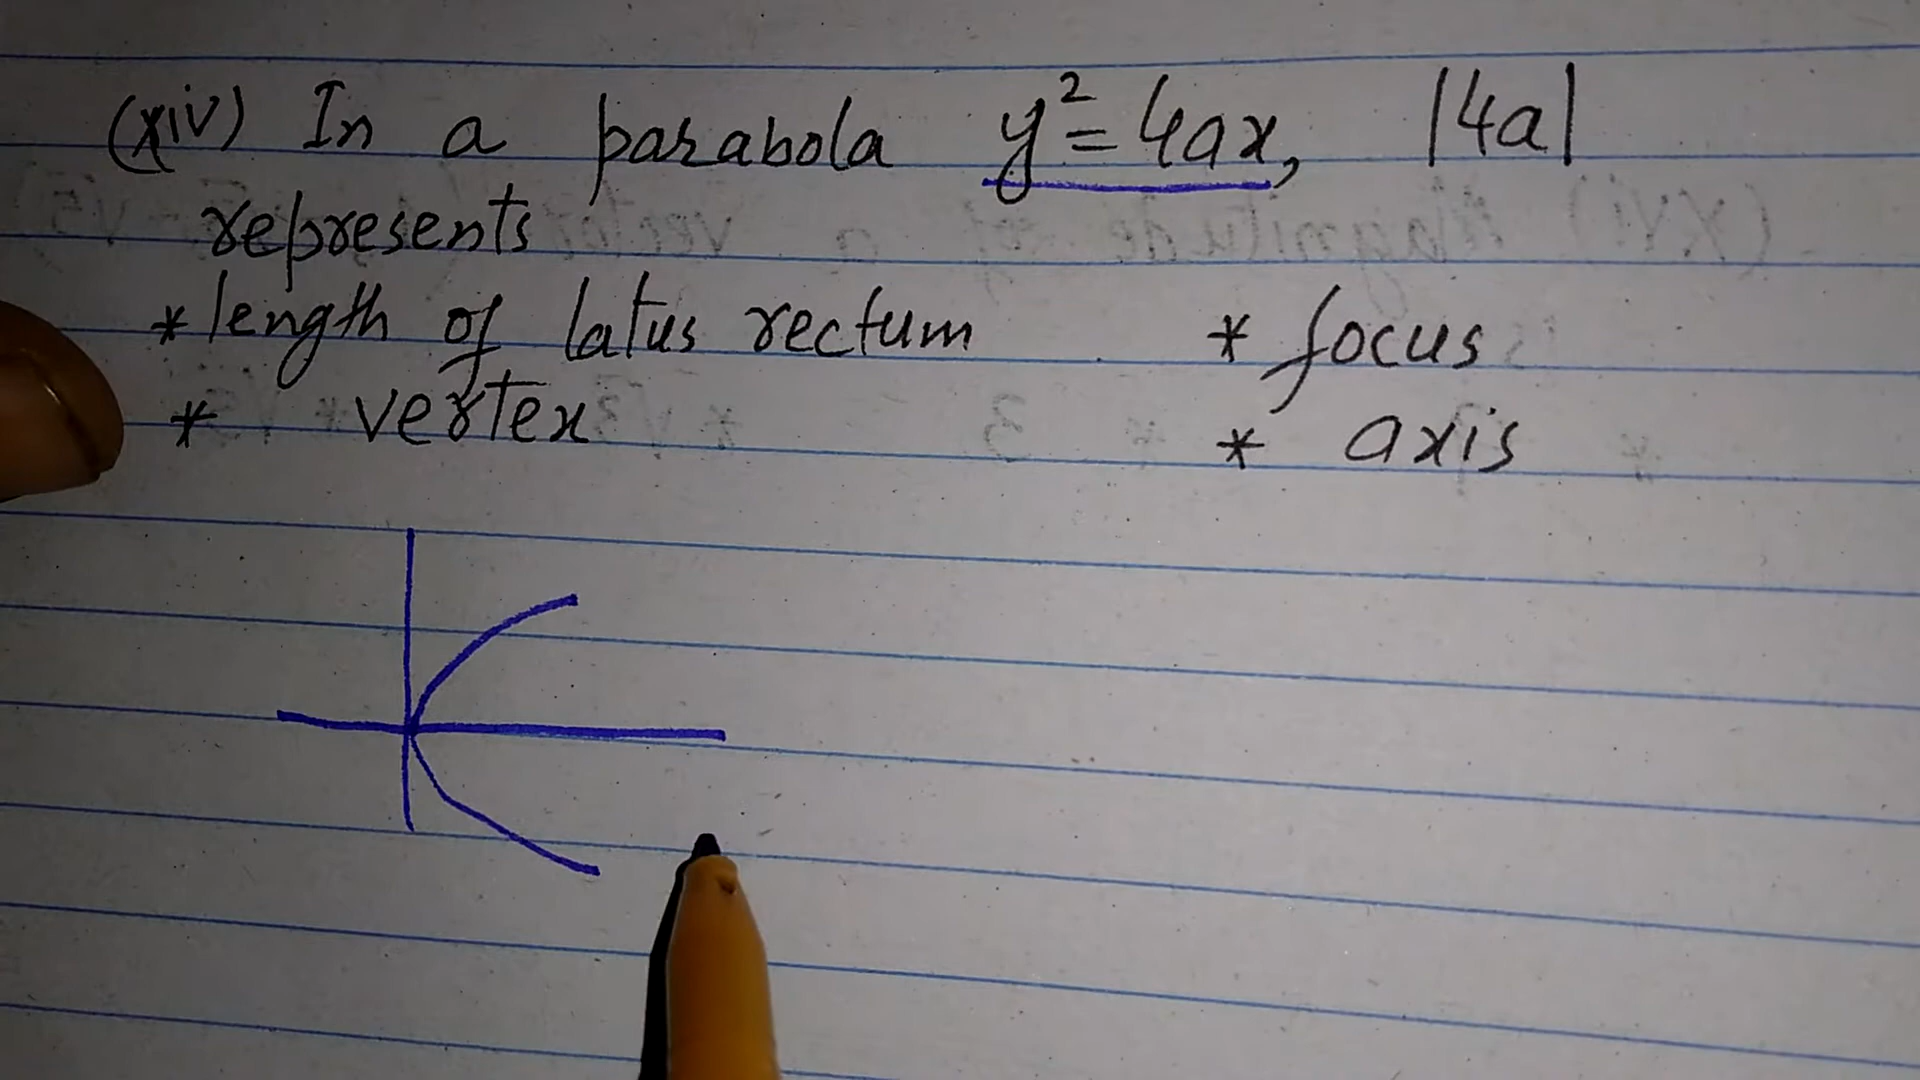 (xiv) In a parabola y² = 4ax, |4a|
represents
* length of latus rectum * focus
* vertex * axis